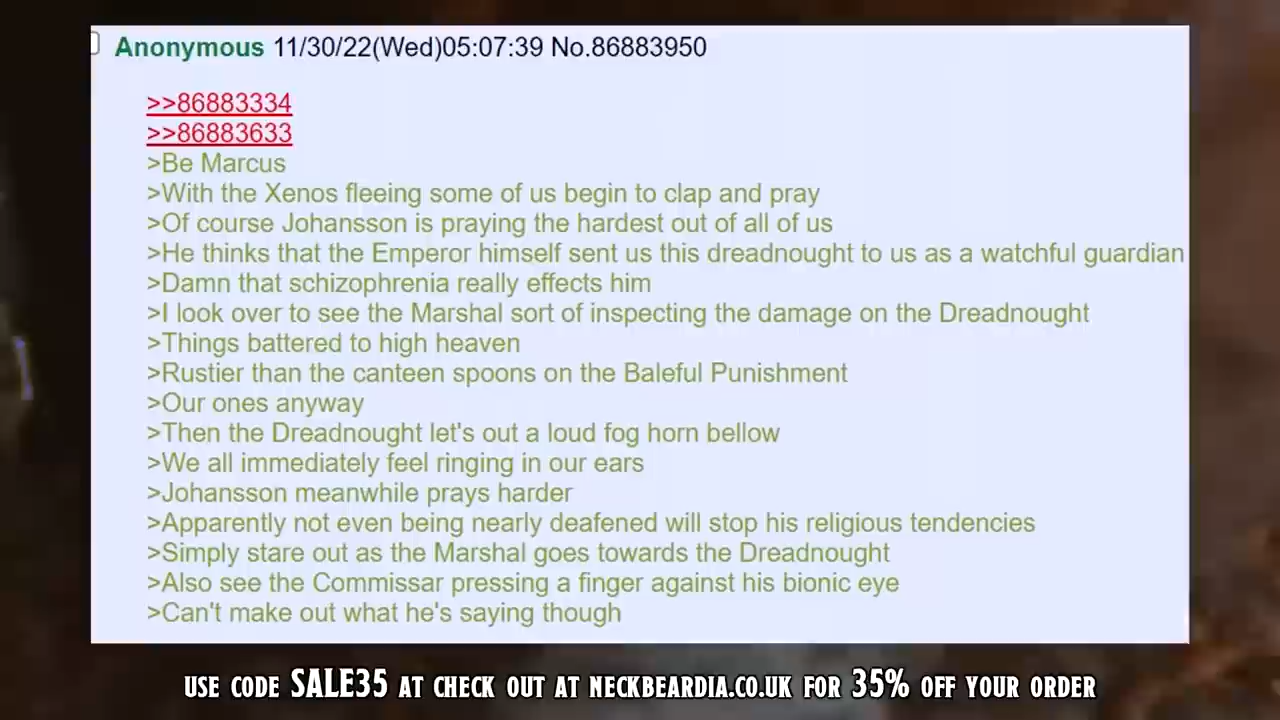 Anonymous 11/30/22(Wed)05:07:39 No.86883950
>>86883334
>>86883633
>Be Marcus
>With the Xenos fleeing some of us begin to clap and pray
>Of course Johansson is praying the hardest out of all of us
>He thinks that the Emperor himself sent us this dreadnought to us as a watchful guardian
>Damn that schizophrenia really effects him
>I look over to see the Marshal sort of inspecting the damage on the Dreadnought
>Things battered to high heaven
>Rustier than the canteen spoons on the Baleful Punishment
>Our ones anyway
>Then the Dreadnought let's out a loud fog horn bellow
>We all immediately feel ringing in our ears
>Johansson meanwhile prays harder
>Apparently not even being nearly deafened will stop his religious tendencies
>Simply stare out as the Marshal goes towards the Dreadnought
>Also see the Commissar pressing a finger against his bionic eye
>Can't make out what he's saying though
USE CODE SALE35 AT CHECK OUT AT NECKBEARDIA.CO.UK FOR 35% OFF YOUR ORDER